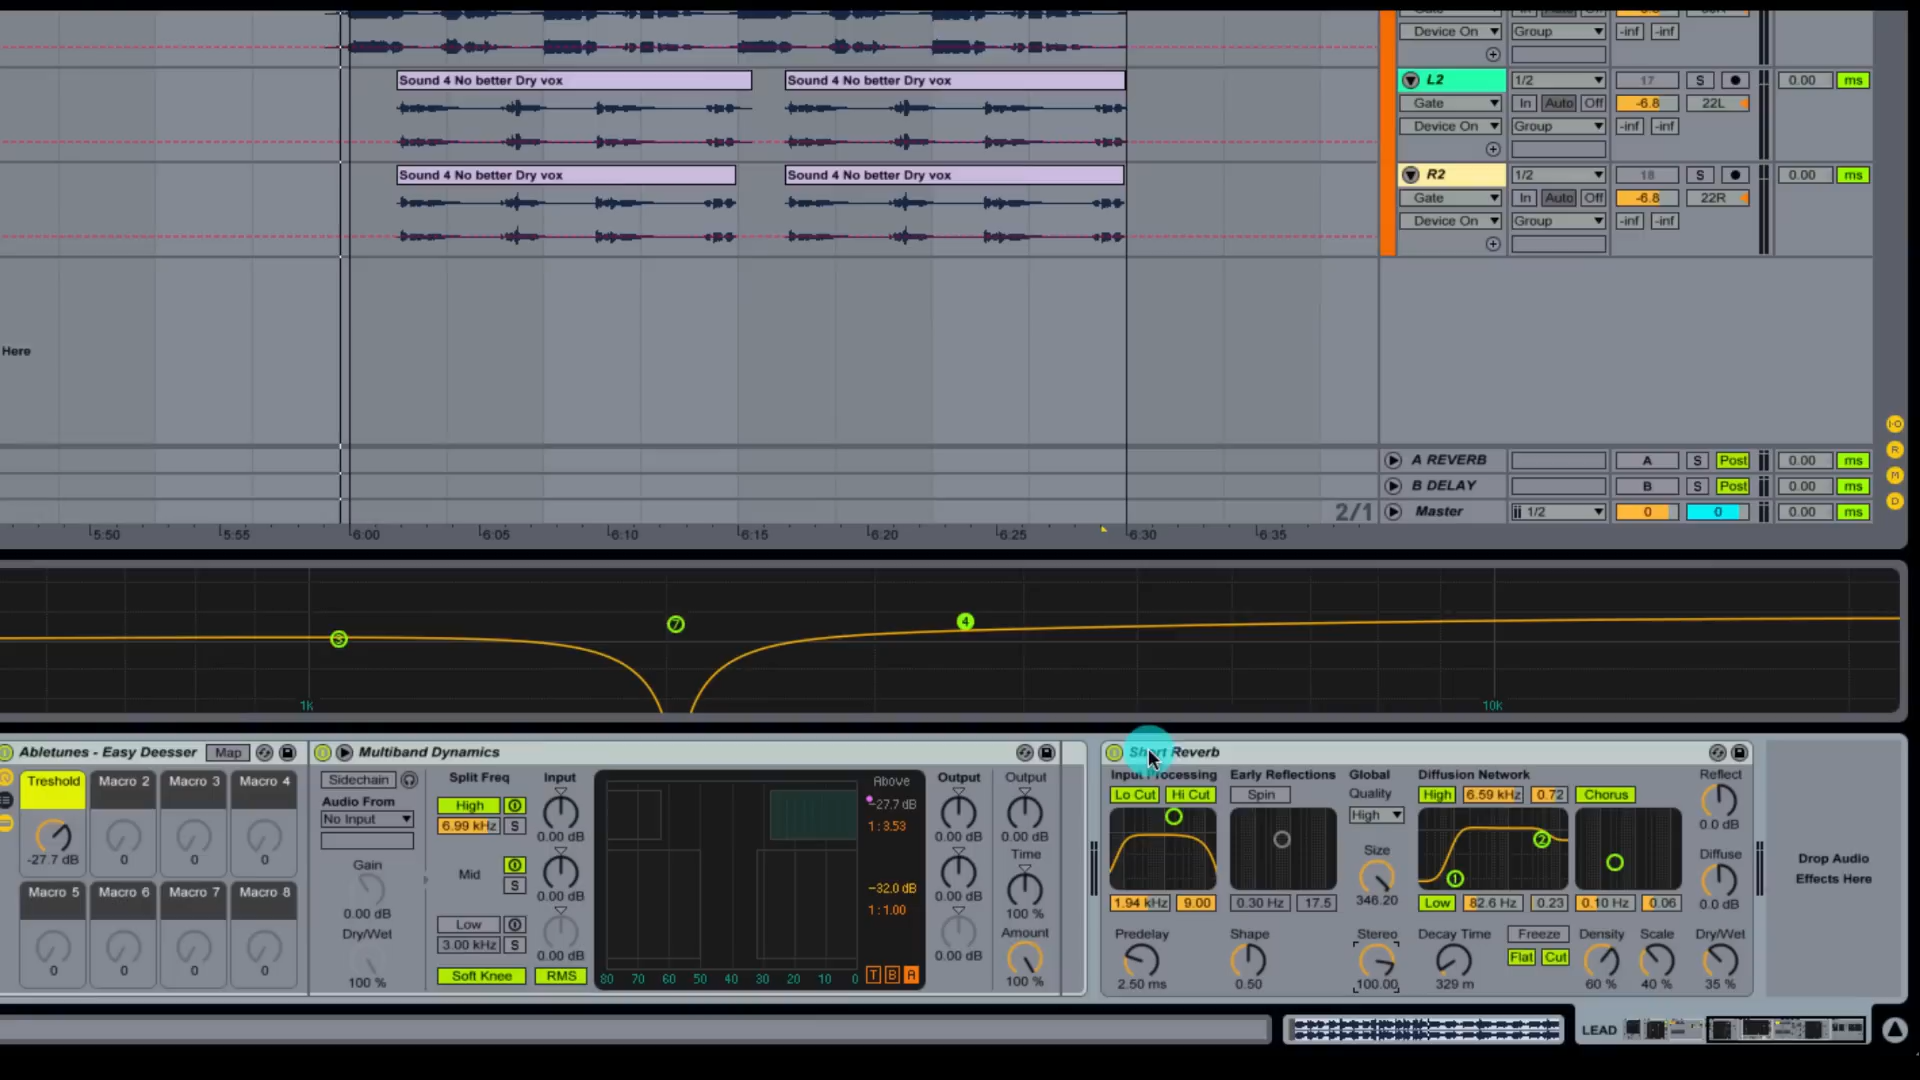 Device On Group -inf -inf
Sound 4 No better Dry vox Sound 4 No better Dry vox L2 1/2 17 S 0.00 ms
Gate In Auto Off -6.8 22L
Device On Group -inf -inf
Sound 4 No better Dry vox Sound 4 No better Dry vox R2 1/2 18 S 0.00 ms
Gate In Auto Off -6.8 22R
Device On Group -inf -inf
Here
I·O
R
M
D
A REVERB A S Post 0.00 ms
B DELAY B S Post 0.00 ms
2/1 Master 1/2 0 0 0.00 ms
5:50 5:55 6:00 6:05 6:10 6:15 6:20 6:25 6:30 6:35
3 7 4
1K 10K
Abletunes - Easy Deesser Map
Treshold Macro 2 Macro 3 Macro 4
-27.7 dB 0 0 0
Macro 5 Macro 6 Macro 7 Macro 8
0 0 0 0
Multiband Dynamics
Sidechain
Audio From
No Input
Gain
0.00 dB
Dry/Wet
100 %
Split Freq Input
High
6.99 kHz S 0.00 dB
Mid
S 0.00 dB
Low
3.00 kHz S 0.00 dB
Soft Knee RMS
80 70 60 50 40 30 20 10 0
Above
-27.7 dB
1 : 3.53
-32.0 dB
1 : 1.00
T B A
Output Output
0.00 dB 0.00 dB
Time
0.00 dB 100 %
Amount
0.00 dB 100 %
Short Reverb
Input Processing Early Reflections Global Diffusion Network Reflect
Lo Cut Hi Cut Spin Quality High 6.59 kHz 0.72 Chorus
High
0.0 dB
Size
346.20
1 2
Diffuse
0.0 dB
1.94 kHz 9.00 0.30 Hz 17.5 Low 82.6 Hz 0.23 0.10 Hz 0.06
Predelay Shape Stereo Decay Time Freeze Density Scale Dry/Wet
Flat Cut
2.50 ms 0.50 100.00 329 m 60 % 40 % 35 %
Drop Audio
Effects Here
LEAD